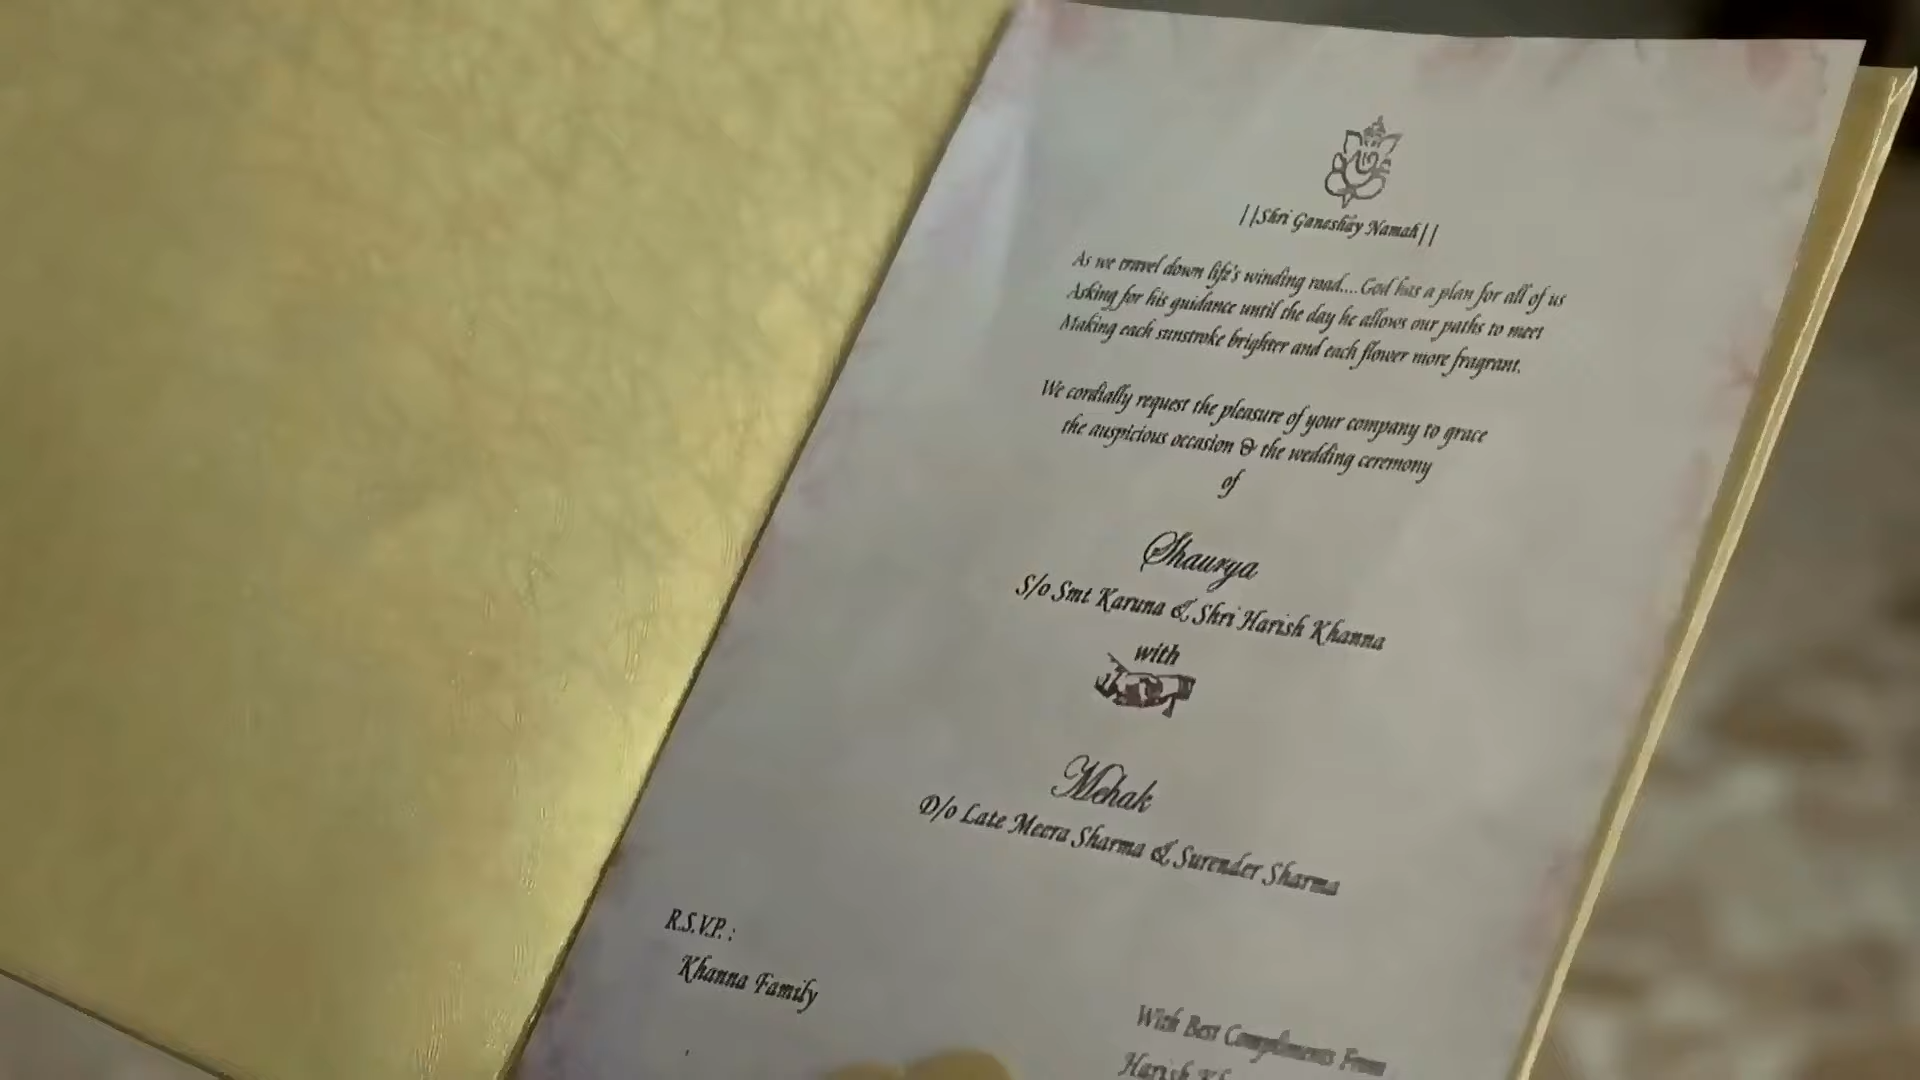 ||Shri Ganeshay Namah||
As we travel down life's winding road....God has a plan for all of us
Asking for his guidance until the day he allows our paths to meet
Making each sunstroke brighter and each flower more fragrant.
We cordially request the pleasure of your company to grace
the auspicious occasion & the wedding ceremony
of
Shaurya
S/o Smt Karuna & Shri Harish Khanna
with
Mehak
D/o Late Meera Sharma & Surender Sharma
R.S.V.P. :
Khanna Family
With Best Compliments From
Harish